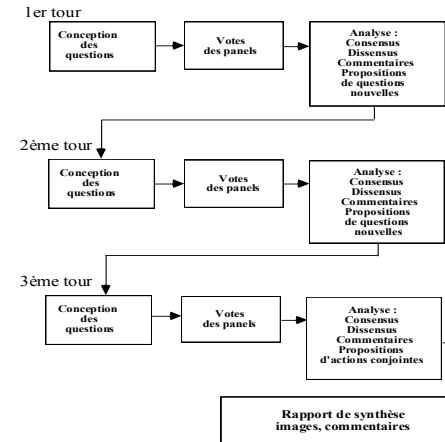 1er tour
Conception
des
questions
Votes
des panels
Analyse :
Consensus
Dissensus
Commentaires
Propositions
de questions
nouvelles
2ème tour
Conception
des
questions
Votes
des panels
Analyse :
Consensus
Dissensus
Commentaires
Propositions
de questions
nouvelles
3ème tour
Conception
des
questions
Votes
des panels
Analyse :
Consensus
Dissensus
Commentaires
Propositions
d'actions conjointes
Rapport de synthèse
images, commentaires